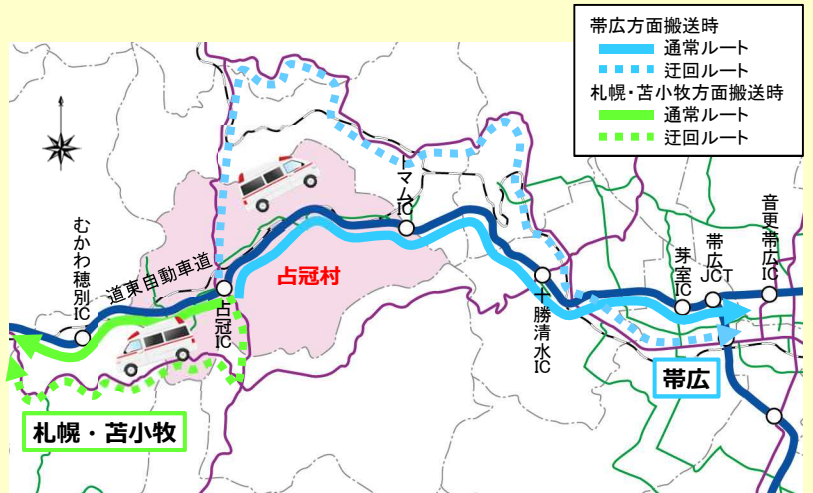 帯広方面搬送時
通常ルート
迂回ルート
札幌・苫小牧方面搬送時
通常ルート
迂回ルート
トマムIC
音更帯広IC
帯広JCT
芽室IC
むかわ穂別IC
道東自動車道
占冠村
占冠IC
十勝清水IC
帯広
札幌・苫小牧